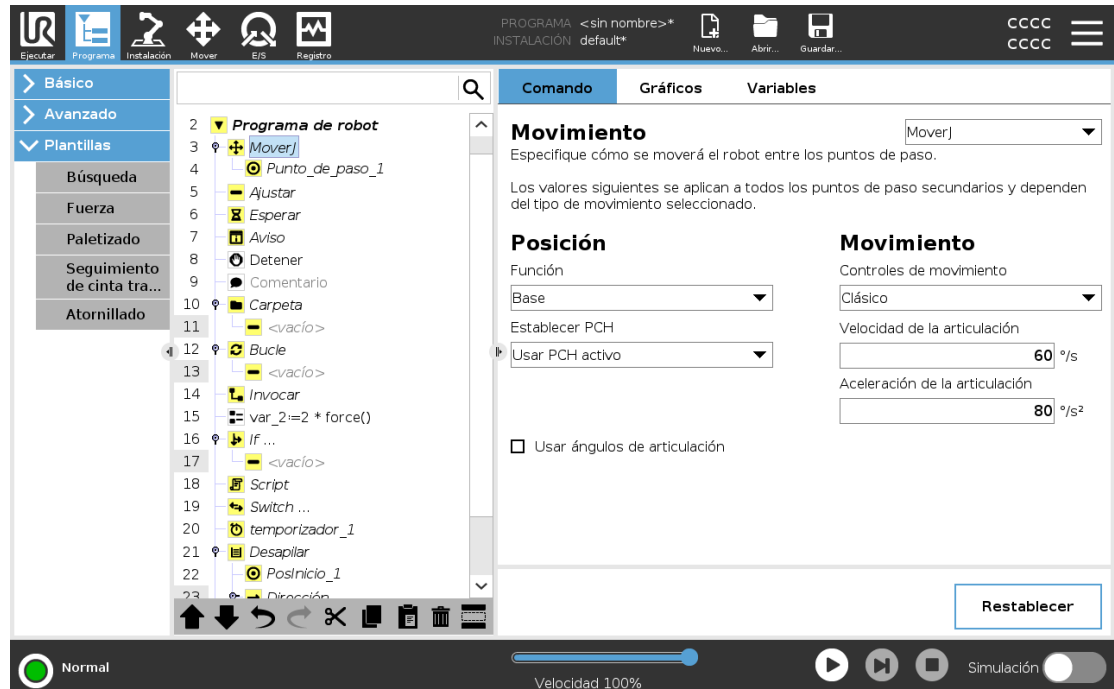 PROGRAMA <sin nombre>*
INSTALACIÓN default*
CCCC
CCCC
Ejecutar
Programa
Instalación
Mover
E/S
Registro
Nuevo...
Abrir...
Guardar...
Básico
Avanzado
Plantillas
Búsqueda
Fuerza
Paletizado
Seguimiento
de cinta tra...
Atornillado
2 Programa de robot
3 MoverJ
4 Punto_de_paso_1
5 Ajustar
6 Esperar
7 Aviso
8 Detener
9 Comentario
10 Carpeta
11 <vacío>
12 Bucle
13 <vacío>
14 Invocar
15 var_2≔2 * force()
16 If ...
17 <vacío>
18 Script
19 Switch ...
20 temporizador_1
21 Desapilar
22 PosInicio_1
23 Dirección
Comando
Gráficos
Variables
Movimiento
MoverJ
Especifique cómo se moverá el robot entre los puntos de paso.
Los valores siguientes se aplican a todos los puntos de paso secundarios y dependen
del tipo de movimiento seleccionado.
Posición
Función
Base
Establecer PCH
Usar PCH activo
Usar ángulos de articulación
Movimiento
Controles de movimiento
Clásico
Velocidad de la articulación
60 °/s
Aceleración de la articulación
80 °/s²
Restablecer
Normal
Velocidad 100%
Simulación